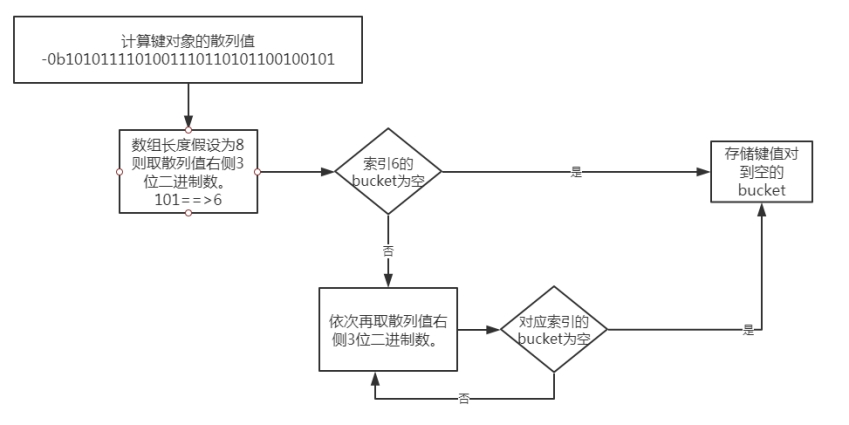 计算键对象的散列值
-0b1010111101001110110101100100101
数组长度假设为8
则取散列值右侧3
位二进制数。
101==>6
索引6的
bucket为空
是
存储键值对
到空的
bucket
否
依次再取散列值右
侧3位二进制数。
对应索引的
bucket为空
是
否